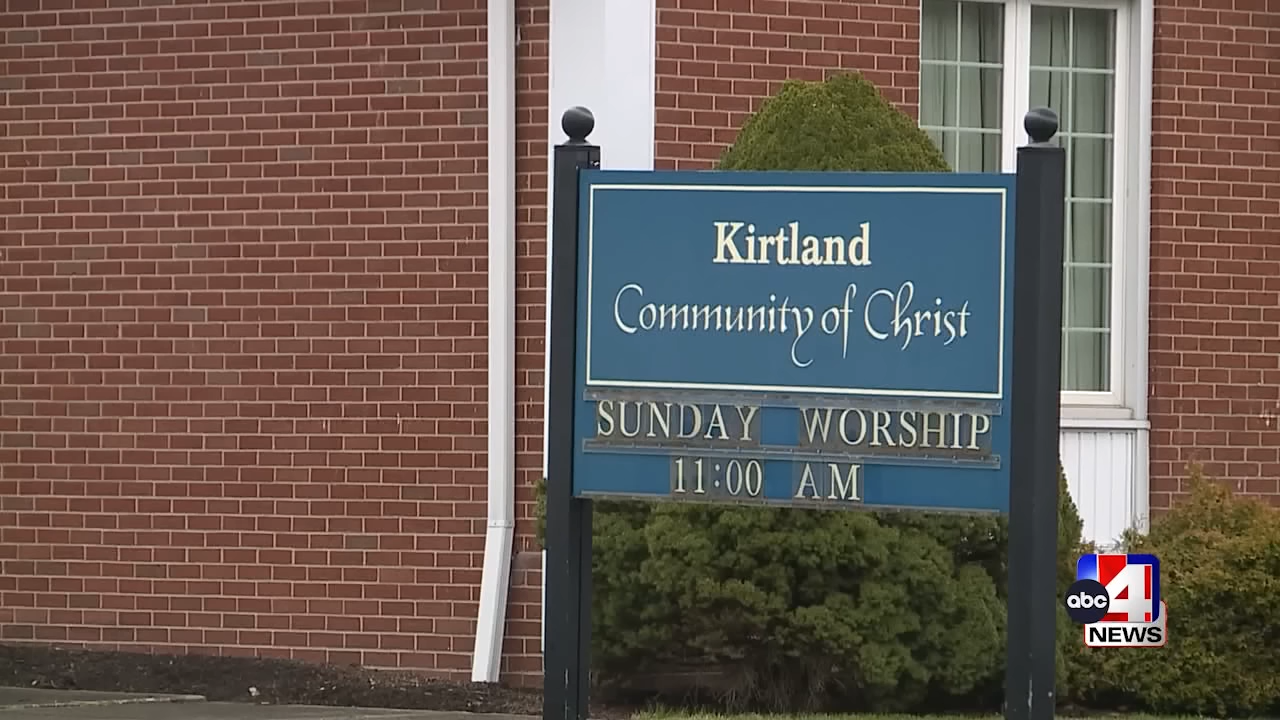 Kirtland
Community of Christ
SUNDAY WORSHIP
11:00 AM
abc 4
NEWS